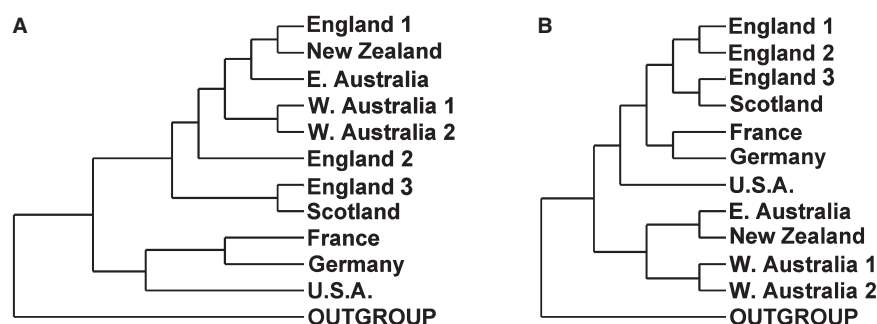 A
England 1
New Zealand
E. Australia
W. Australia 1
W. Australia 2
England 2
England 3
Scotland
France
Germany
U.S.A.
OUTGROUP
B
England 1
England 2
England 3
Scotland
France
Germany
U.S.A.
E. Australia
New Zealand
W. Australia 1
W. Australia 2
OUTGROUP